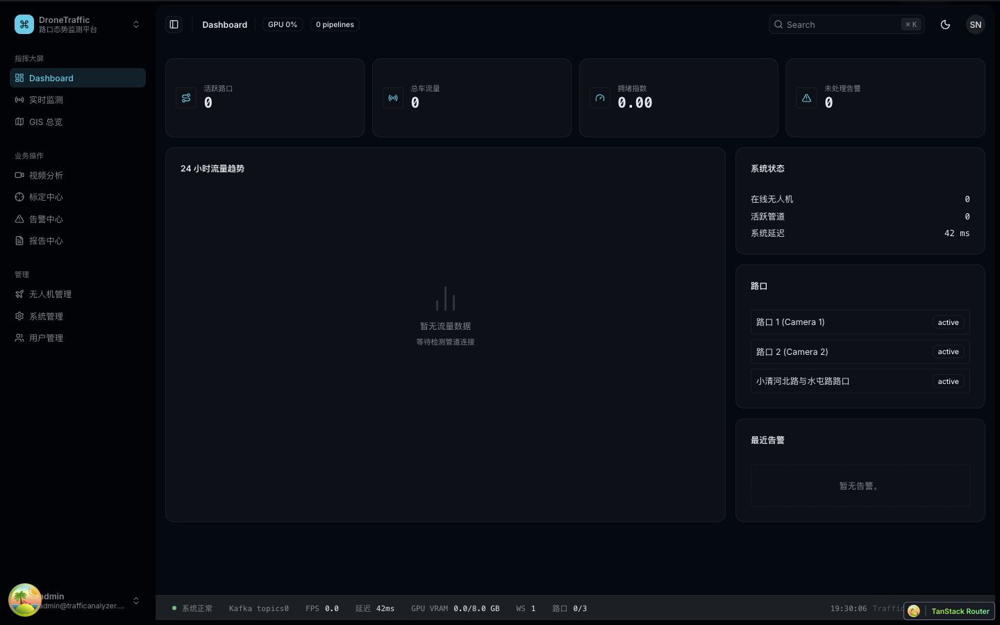 DroneTraffic
路口态势监测平台
指挥大屏
Dashboard
实时监测
GIS 总览
业务操作
视频分析
标定中心
告警中心
报告中心
管理
无人机管理
系统管理
用户管理
admin
admin@trafficanalyzer....
Dashboard
GPU 0%
0 pipelines
Search
⌘ K
SN
活跃路口
0
总车流量
0
拥堵指数
0.00
未处理告警
0
24 小时流量趋势
暂无流量数据
等待检测管道连接
系统状态
在线无人机 0
活跃管道 0
系统延迟 42 ms
路口
路口 1 (Camera 1) active
路口 2 (Camera 2) active
小清河北路与水屯路路口 active
最近告警
暂无告警。
系统正常 Kafka topics0 FPS 0.0 延迟 42ms GPU VRAM 0.0/8.0 GB WS 1 路口 0/3 19:30:06 Traffic
TanStack Router